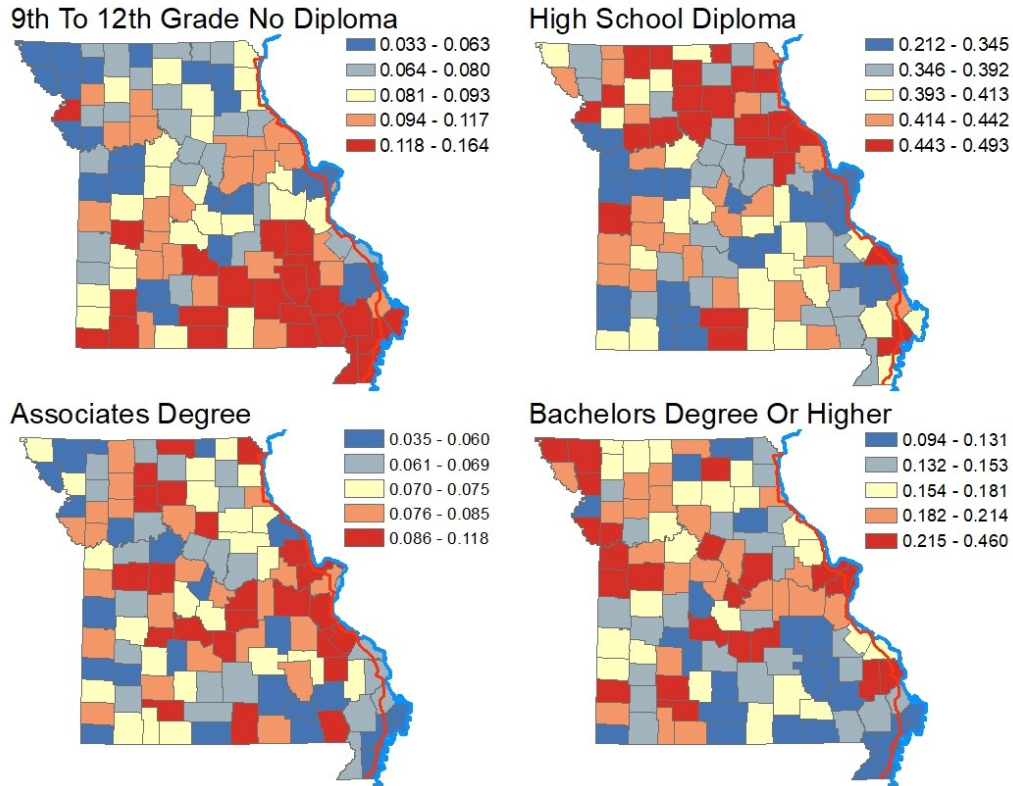 9th To 12th Grade No Diploma
0.033 - 0.063
0.064 - 0.080
0.081 - 0.093
0.094 - 0.117
0.118 - 0.164
High School Diploma
0.212 - 0.345
0.346 - 0.392
0.393 - 0.413
0.414 - 0.442
0.443 - 0.493
Associates Degree
0.035 - 0.060
0.061 - 0.069
0.070 - 0.075
0.076 - 0.085
0.086 - 0.118
Bachelors Degree Or Higher
0.094 - 0.131
0.132 - 0.153
0.154 - 0.181
0.182 - 0.214
0.215 - 0.460